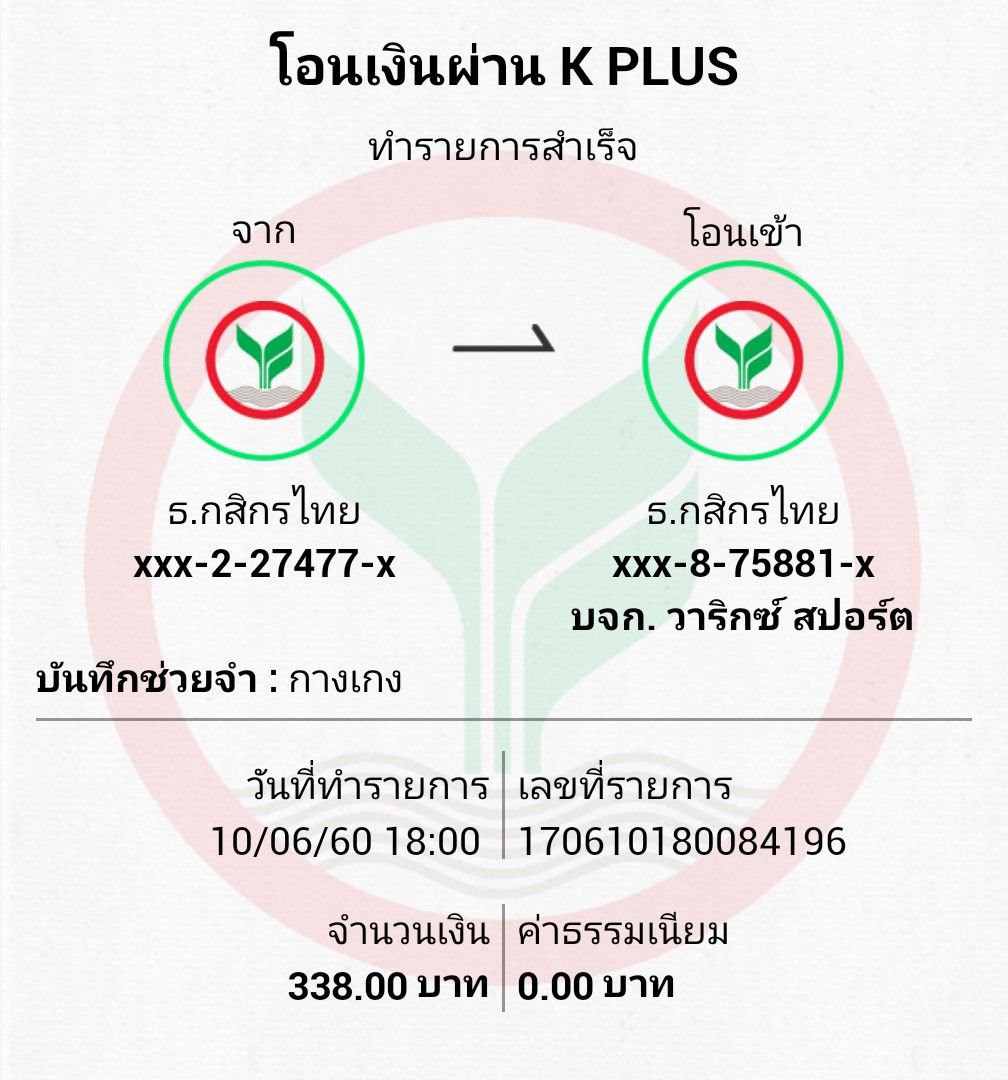 โอนเงินผ่าน K PLUS
ทำรายการสำเร็จ
จาก
โอนเข้า
ธ.กสิกรไทย
xxx-2-27477-x
ธ.กสิกรไทย
xxx-8-75881-x
บจก. วาริกซ์ สปอร์ต
บันทึกช่วยจำ : กางเกง
วันที่ทำรายการ
10/06/60 18:00
เลขที่รายการ
170610180084196
จำนวนเงิน
338.00 บาท
ค่าธรรมเนียม
0.00 บาท